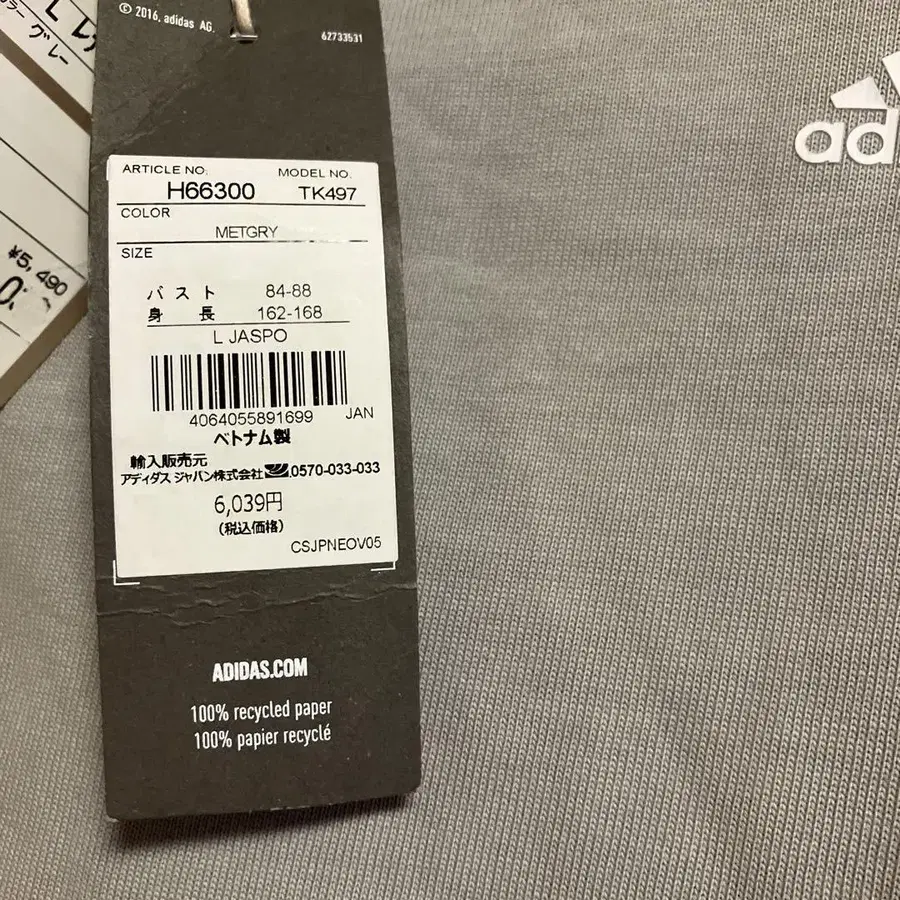 © 2016, adidas AG.
62733531
L
グレー
¥5,490
ARTICLE NO. MODEL NO.
H66300 TK497
COLOR
METGRY
SIZE
バスト 84-88
身長 162-168
L JASPO
4064055891699 JAN
ベトナム製
輸入販売元
アディダス ジャパン株式会社 0570-033-033
6,039円
(税込価格)
CSJPNEOV05
ADIDAS.COM
100% recycled paper
100% papier recyclé